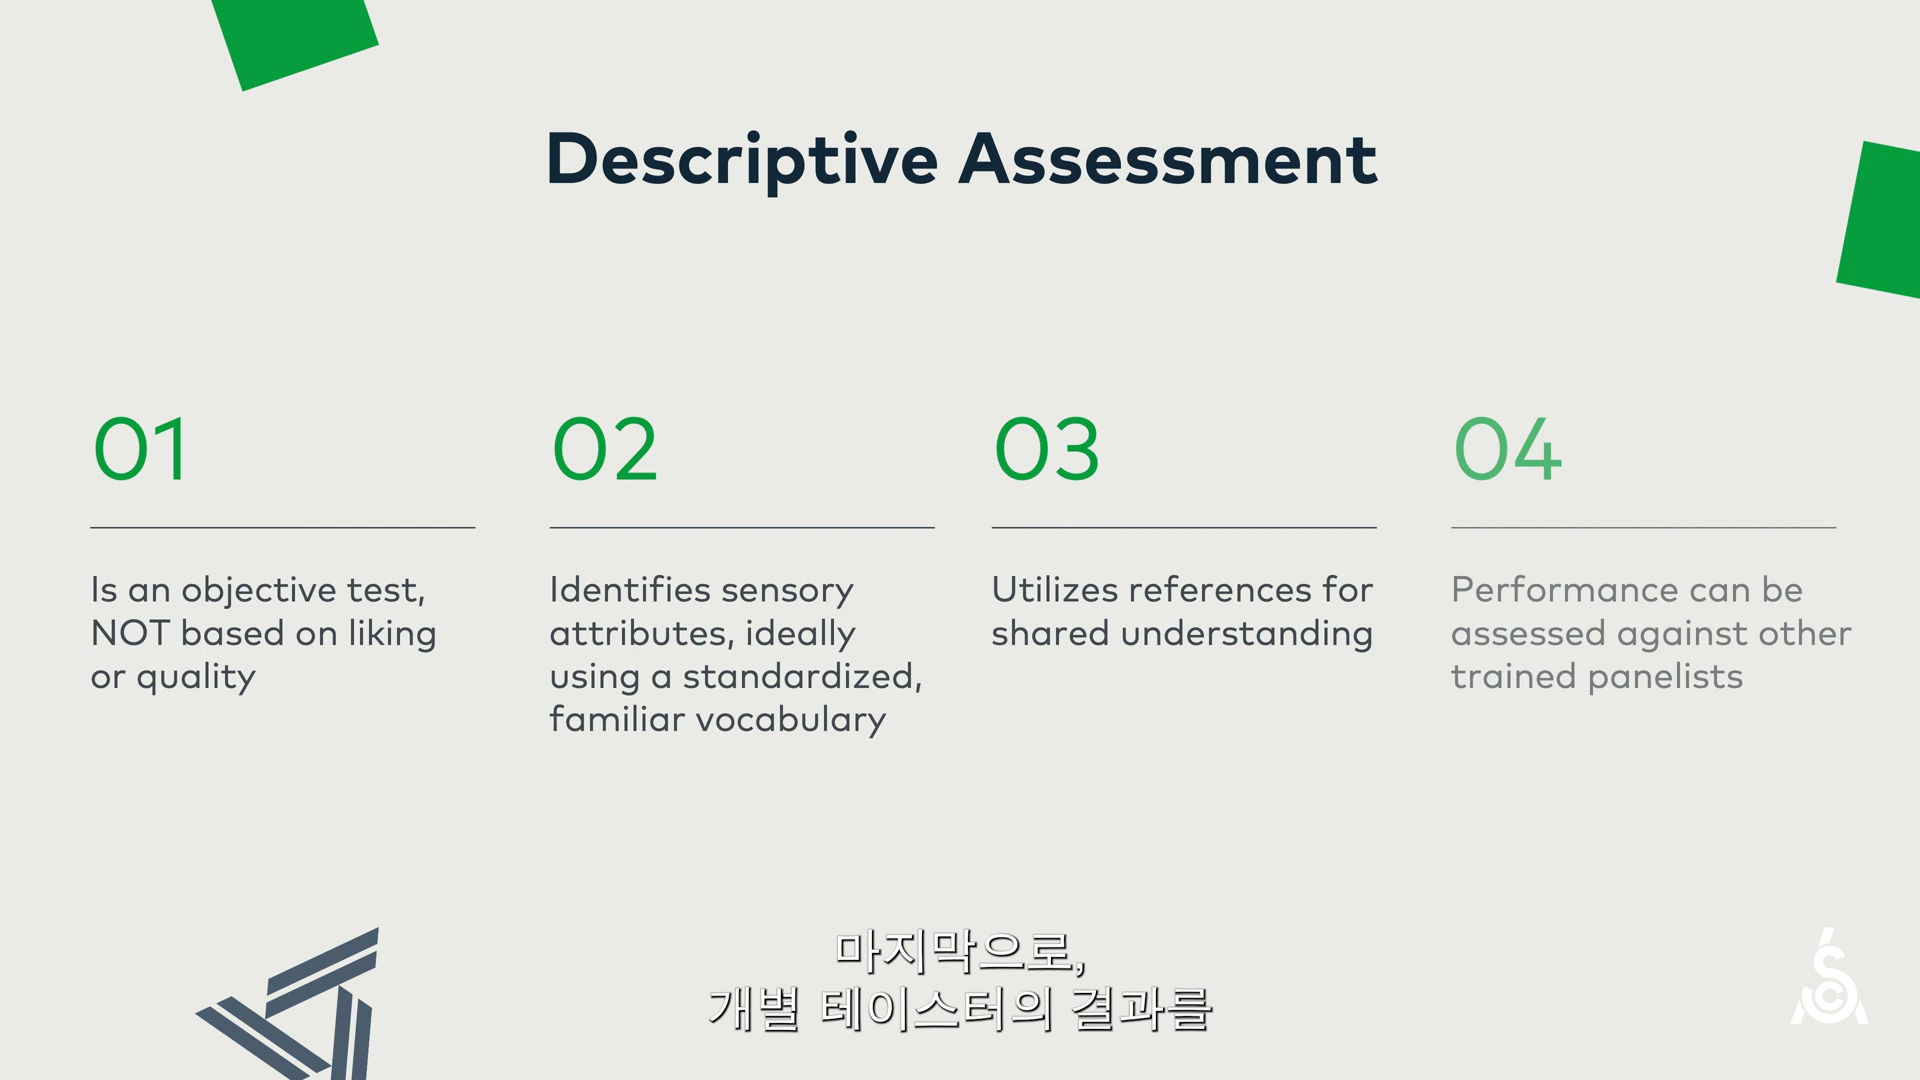 Descriptive Assessment
01
Is an objective test,
NOT based on liking
or quality
02
Identifies sensory
attributes, ideally
using a standardized,
familiar vocabulary
03
Utilizes references for
shared understanding
04
Performance can be
assessed against other
trained panelists
마지막으로,
개별 테이스터의 결과를
SCA